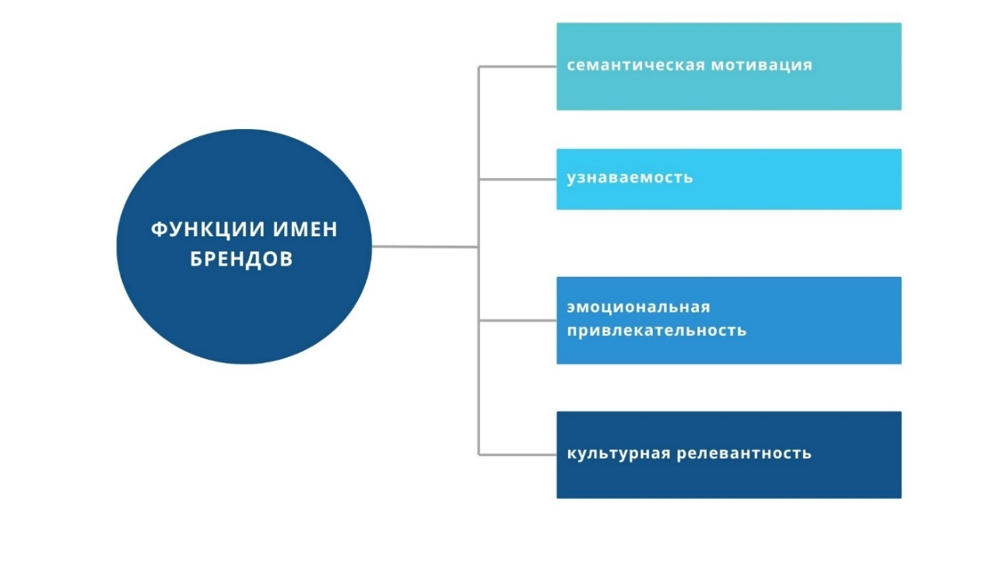 ФУНКЦИИ ИМЕН
БРЕНДОВ
семантическая мотивация
узнаваемость
эмоциональная
привлекательность
культурная релевантность